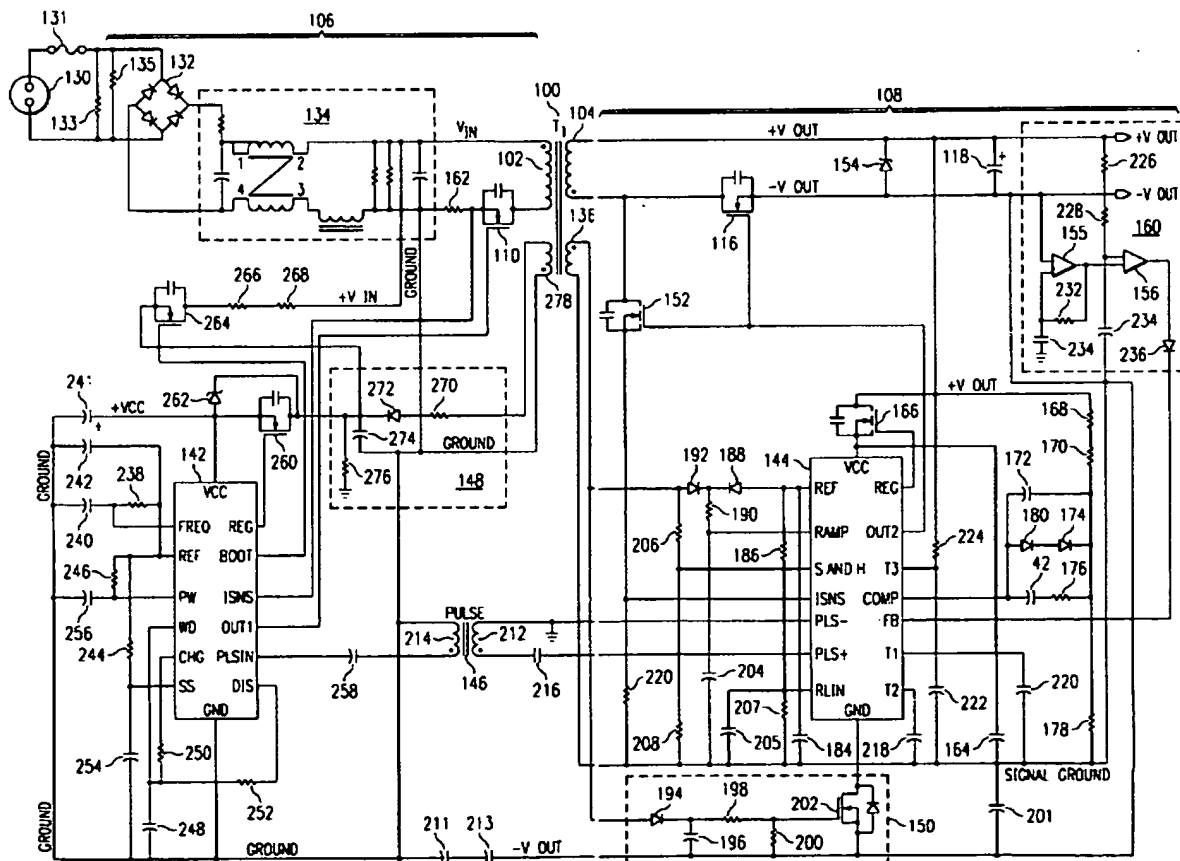 106
131
130
135
132
133
134
1
2
4
3
V IN
162
110
GROUND
100
T1
104
102
136
278
108
+V OUT
154
118
+
-V OUT
116
+V OUT
226
-V OUT
228
160
155
156
232
234
234
236
266
268
+V IN
264
152
241
+VCC
+
262
260
272
270
274
GROUND
276
148
GROUND
242
142
238
240
246
256
244
254
VCC
FREQ
REG
REF
BOOT
PW
ISNS
WD
OUT1
CHG
PLSIN
SS
DIS
GND
250
252
248
GROUND
GROUND
258
PULSE
214
212
146
216
211
213
-V OUT
+V OUT
166
168
170
172
180
174
42
176
192
188
144
190
206
186
VCC
REF
REG
RAMP
OUT2
S AND H
T3
ISNS
COMP
PLS-
FB
PLS+
T1
RLIN
T2
GND
224
220
204
207
208
205
184
218
222
164
220
178
SIGNAL GROUND
194
198
202
196
200
150
201